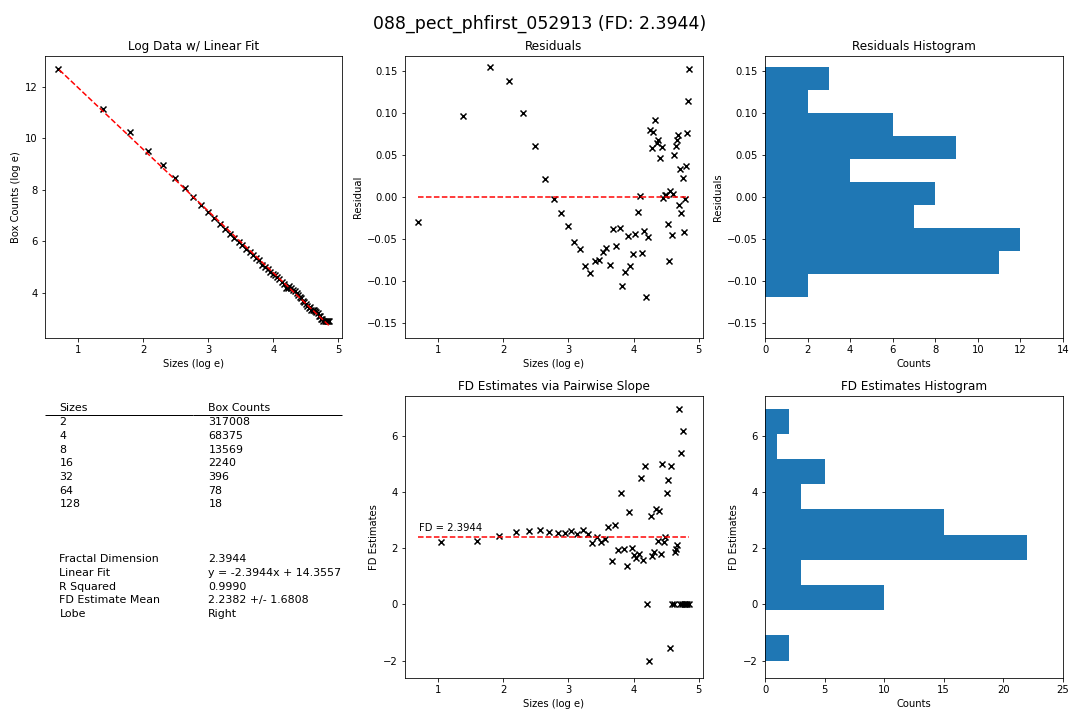 088_pect_phfirst_052913 (FD: 2.3944)
Log Data w/ Linear Fit
Box Counts (log e)
12
10
8
6
4
1 2 3 4 5
Sizes (log e)
Residuals
Residual
0.15
0.10
0.05
0.00
−0.05
−0.10
−0.15
1 2 3 4 5
Sizes (log e)
Residuals Histogram
Residuals
0.15
0.10
0.05
0.00
−0.05
−0.10
−0.15
0 2 4 6 8 10 12 14
Counts
Sizes Box Counts
2 317008
4 68375
8 13569
16 2240
32 396
64 78
128 18
Fractal Dimension 2.3944
Linear Fit y = -2.3944x + 14.3557
R Squared 0.9990
FD Estimate Mean 2.2382 +/- 1.6808
Lobe Right
FD Estimates via Pairwise Slope
FD Estimates
6
4
2
0
−2
FD = 2.3944
1 2 3 4 5
Sizes (log e)
FD Estimates Histogram
FD Estimates
6
4
2
0
−2
0 5 10 15 20 25
Counts